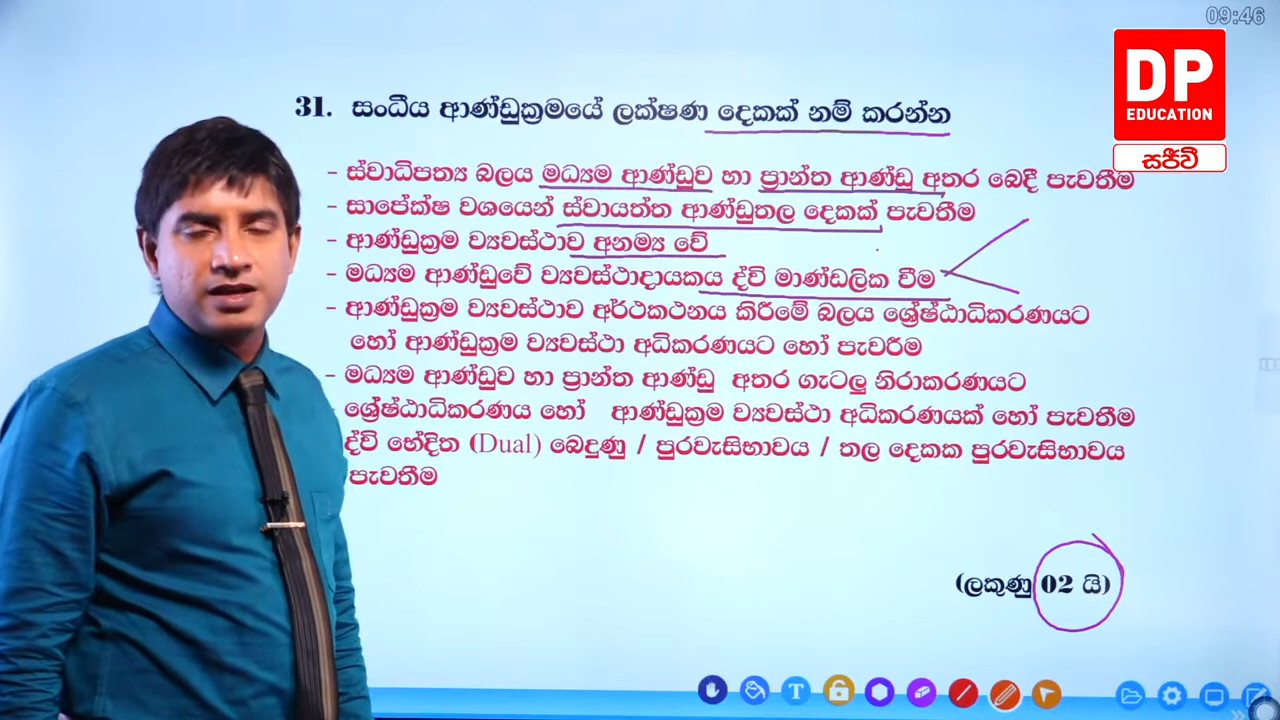 09:46
DP
EDUCATION
සජීවී
31. සංධීය ආණ්ඩුක්‍රමයේ ලක්ෂණ දෙකක් නම් කරන්න
- ස්වාධිපත්‍ය බලය මධ්‍යම ආණ්ඩුව හා ප්‍රාන්ත ආණ්ඩු අතර බෙදී පැවතීම
- සාපේක්ෂ වශයෙන් ස්වායත්ත ආණ්ඩුතල දෙකක් පැවතීම
- ආණ්ඩුක්‍රම ව්‍යවස්ථාව අනම්‍ය වේ
- මධ්‍යම ආණ්ඩුවේ ව්‍යවස්ථාදායකය ද්වි මාණ්ඩලික වීම
- ආණ්ඩුක්‍රම ව්‍යවස්ථාව අර්ථකථනය කිරීමේ බලය ශ්‍රේෂ්ඨාධිකරණයට
හෝ ආණ්ඩුක්‍රම ව්‍යවස්ථා අධිකරණයට හෝ පැවරීම
- මධ්‍යම ආණ්ඩුව හා ප්‍රාන්ත ආණ්ඩු අතර ගැටලු නිරාකරණයට
ශ්‍රේෂ්ඨාධිකරණය හෝ ආණ්ඩුක්‍රම ව්‍යවස්ථා අධිකරණයක් හෝ පැවතීම
ද්වි භේදිත (Dual) බෙදුණු / පුරවැසිභාවය / තල දෙකක පුරවැසිභාවය
පැවතීම
(ලකුණු 02 යි)